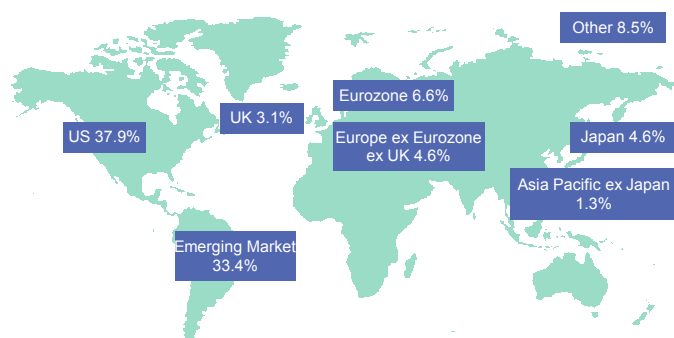 Other 8.5%
Eurozone 6.6%
UK 3.1%
US 37.9%
Europe ex Eurozone
ex UK 4.6%
Japan 4.6%
Asia Pacific ex Japan
1.3%
Emerging Market
33.4%